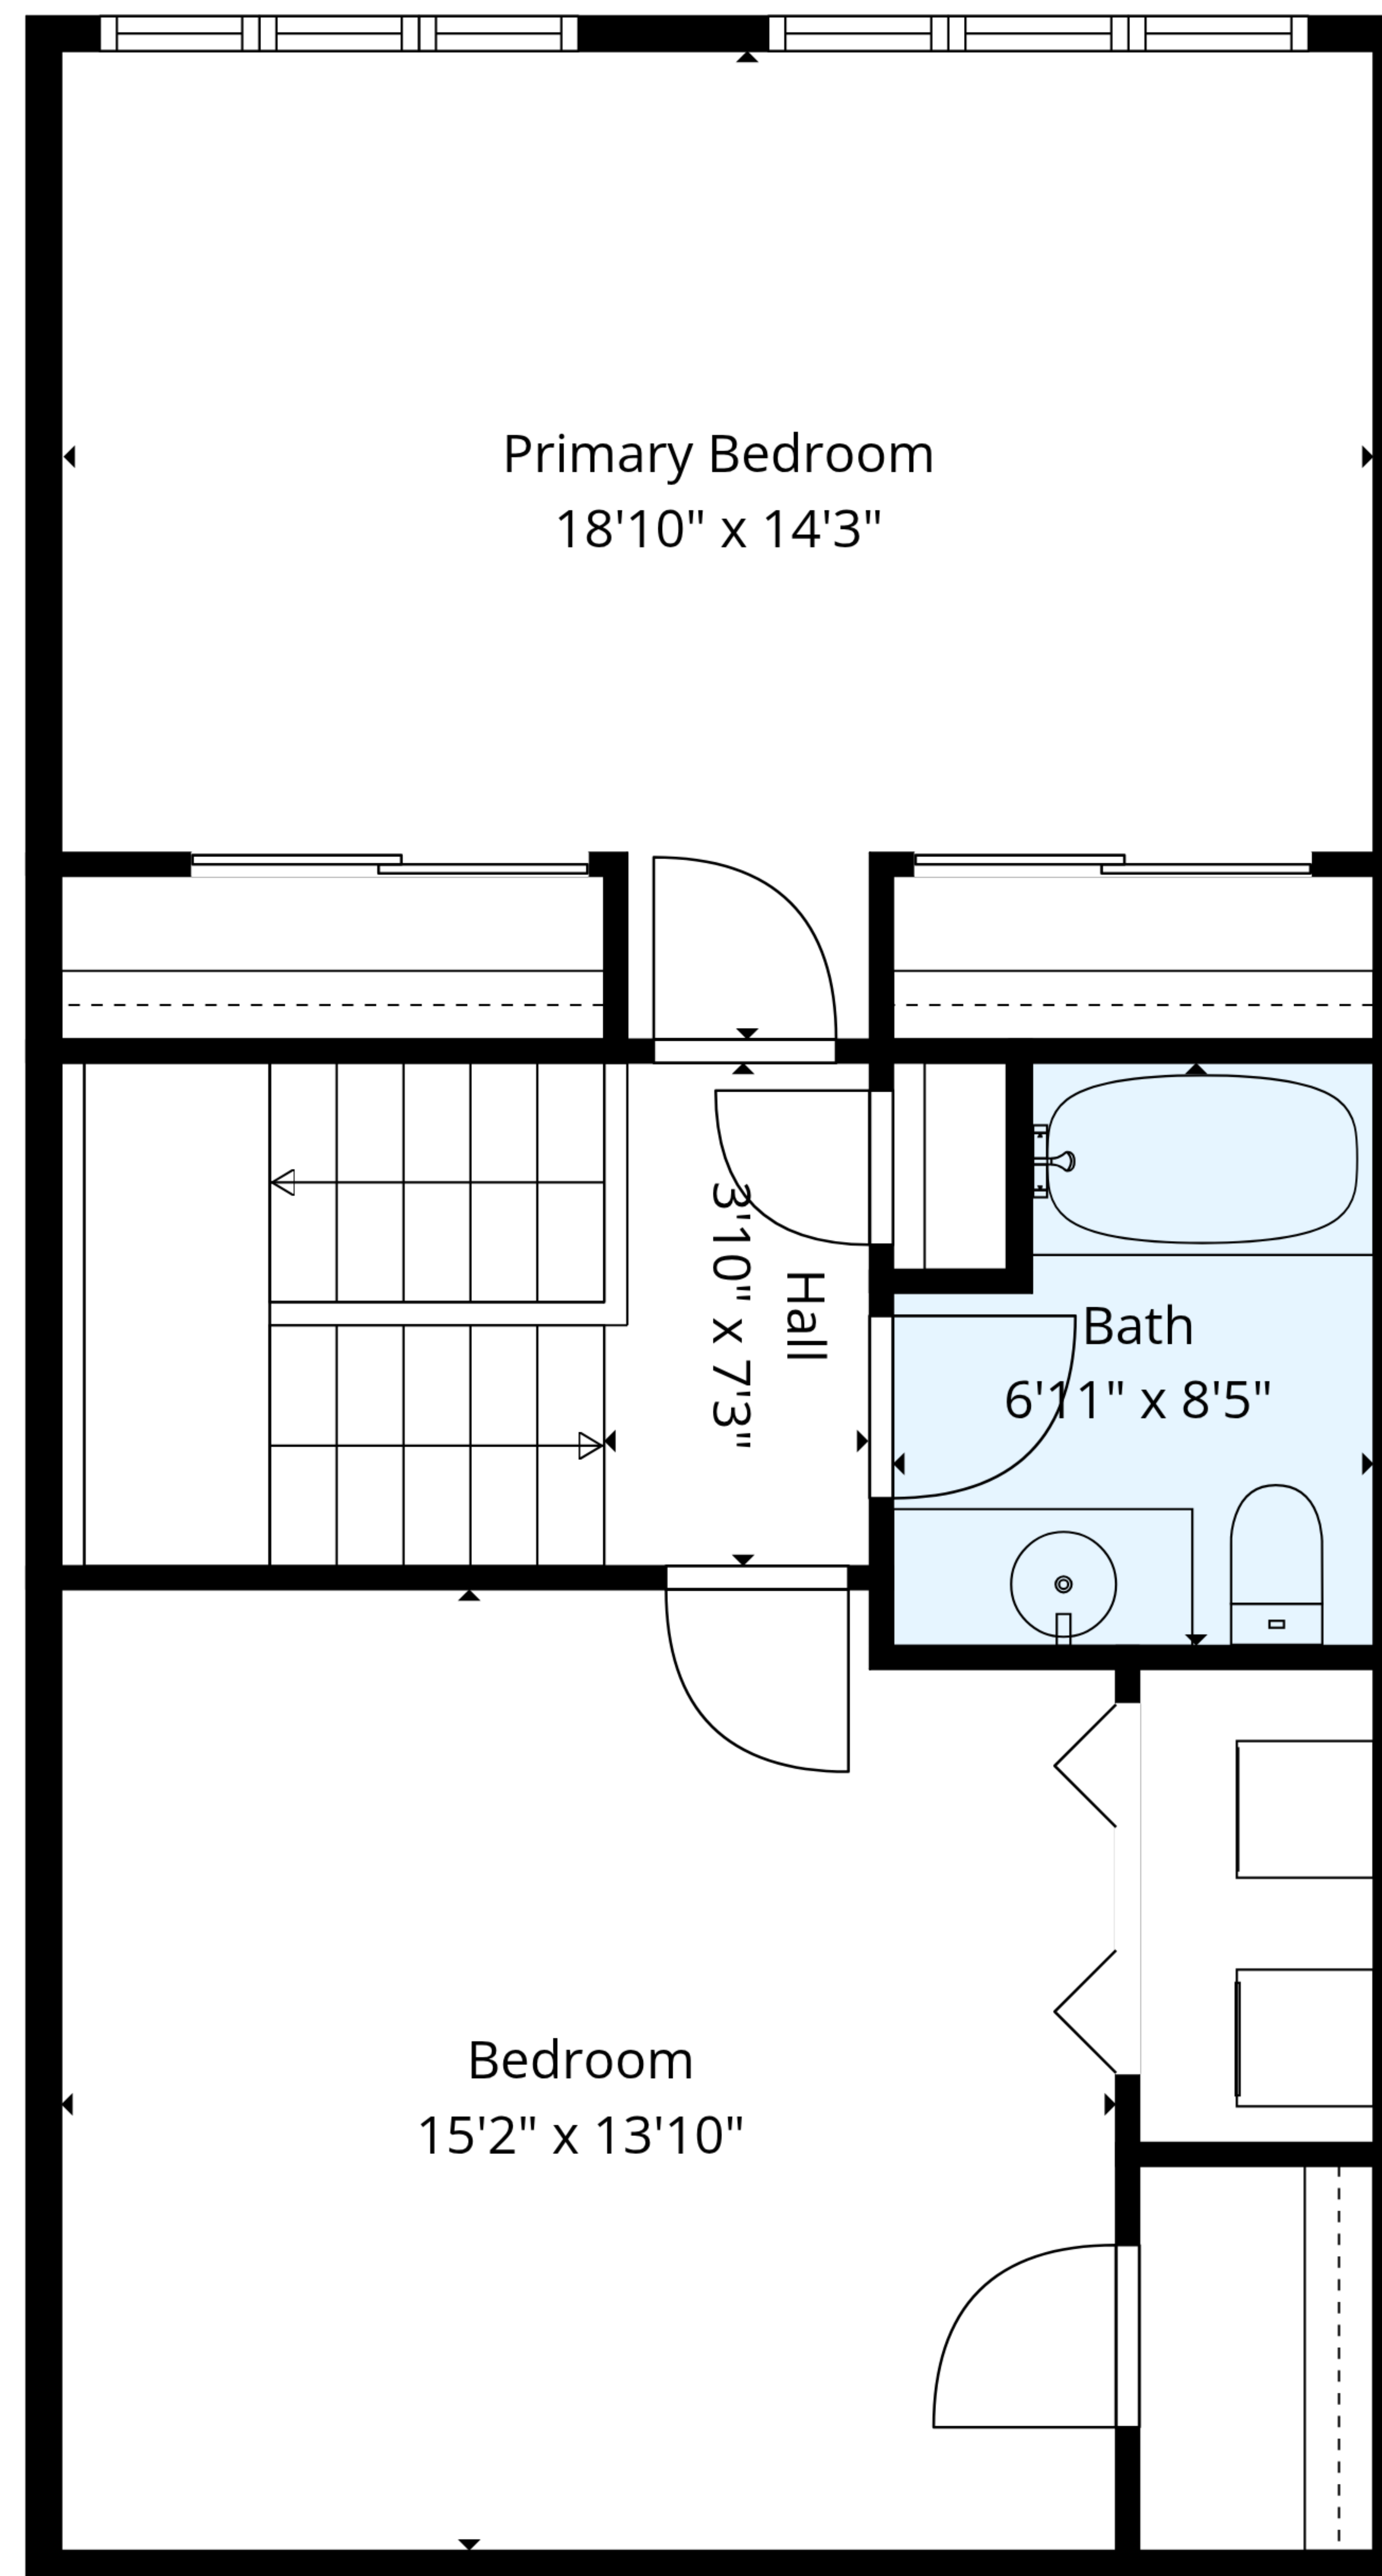 Primary Bedroom
18'10" x 14'3"
Hall
3'10" x 7'3"
Bath
6'11" x 8'5"
Bedroom
15'2" x 13'10"